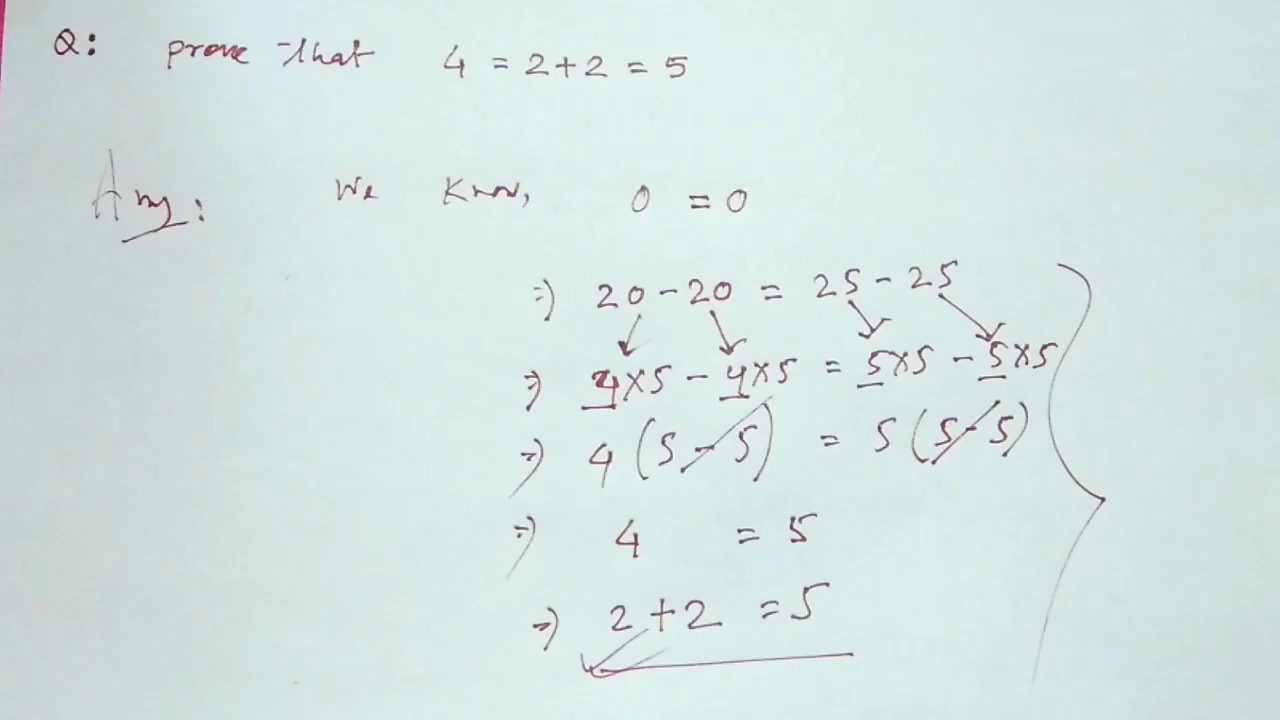 Q: prove that 4 = 2+2 = 5
Ans: We know, 0 = 0
=) 20 - 20 = 25 - 25
=) 4×5 - 4×5 = 5×5 - 5×5
=) 4 (5 - 5) = 5 (5 - 5)
=) 4 = 5
=) 2+2 = 5